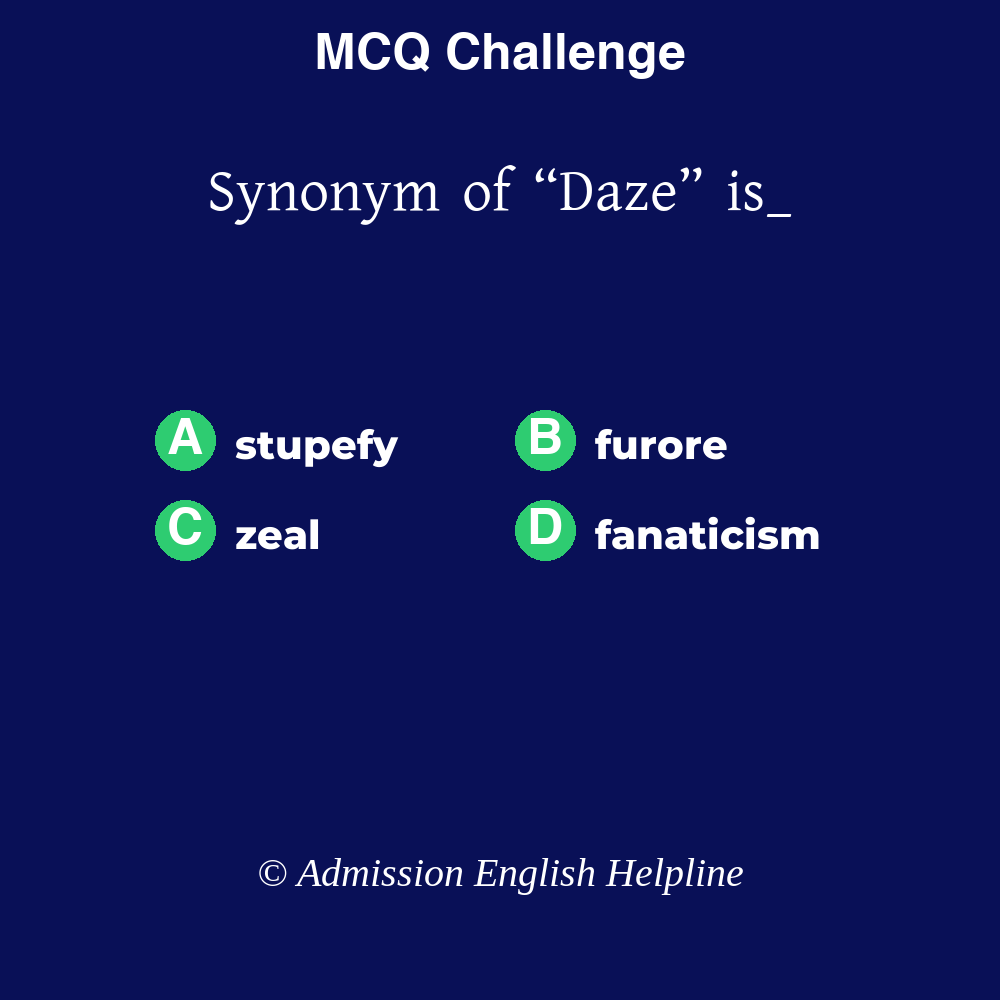 MCQ Challenge
Synonym of “Daze” is_
A stupefy
B furore
C zeal
D fanaticism
© Admission English Helpline